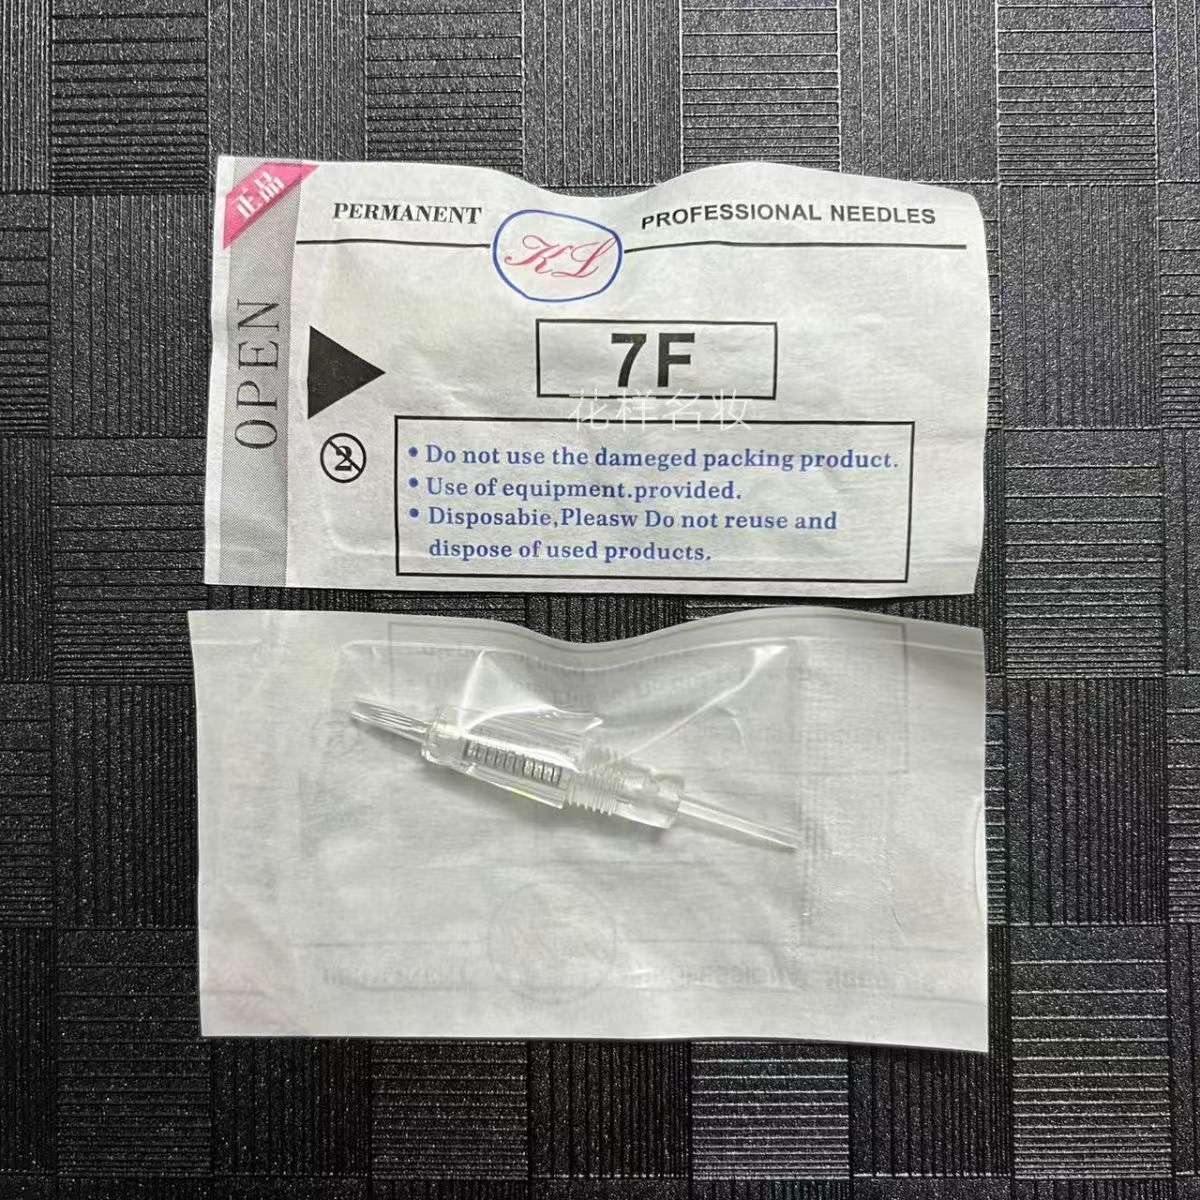 正品
PERMANENT
KL
PROFESSIONAL NEEDLES
OPEN
7F
花样名妆
2
• Do not use the dameged packing product.
• Use of equipment.provided.
• Disposabie,Pleasw Do not reuse and
dispose of used products.